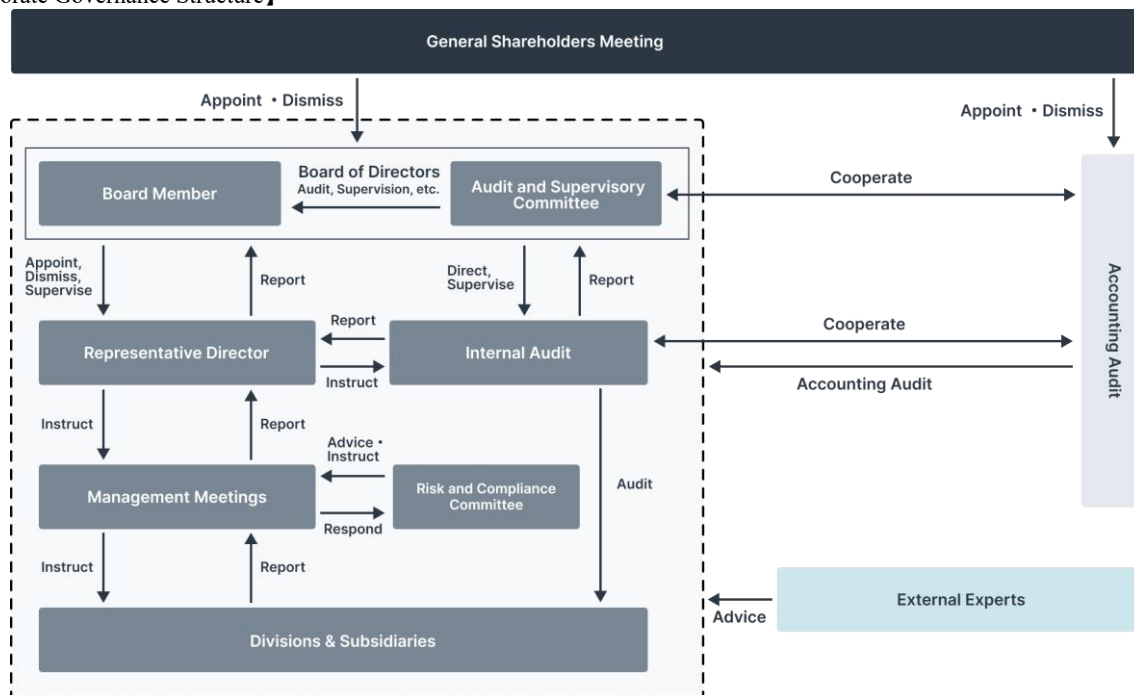 orate Governance Structure】
General Shareholders Meeting
Appoint・Dismiss
Appoint・Dismiss
Board of Directors
Audit, Supervision, etc.
Board Member
Audit and Supervisory
Committee
Cooperate
Appoint,
Dismiss,
Supervise
Report
Direct,
Supervise
Report
Accounting Audit
Representative Director
Report
Instruct
Internal Audit
Cooperate
Accounting Audit
Instruct
Report
Advice・
Instruct
Management Meetings
Risk and Compliance
Committee
Respond
Audit
Instruct
Report
External Experts
Advice
Divisions & Subsidiaries